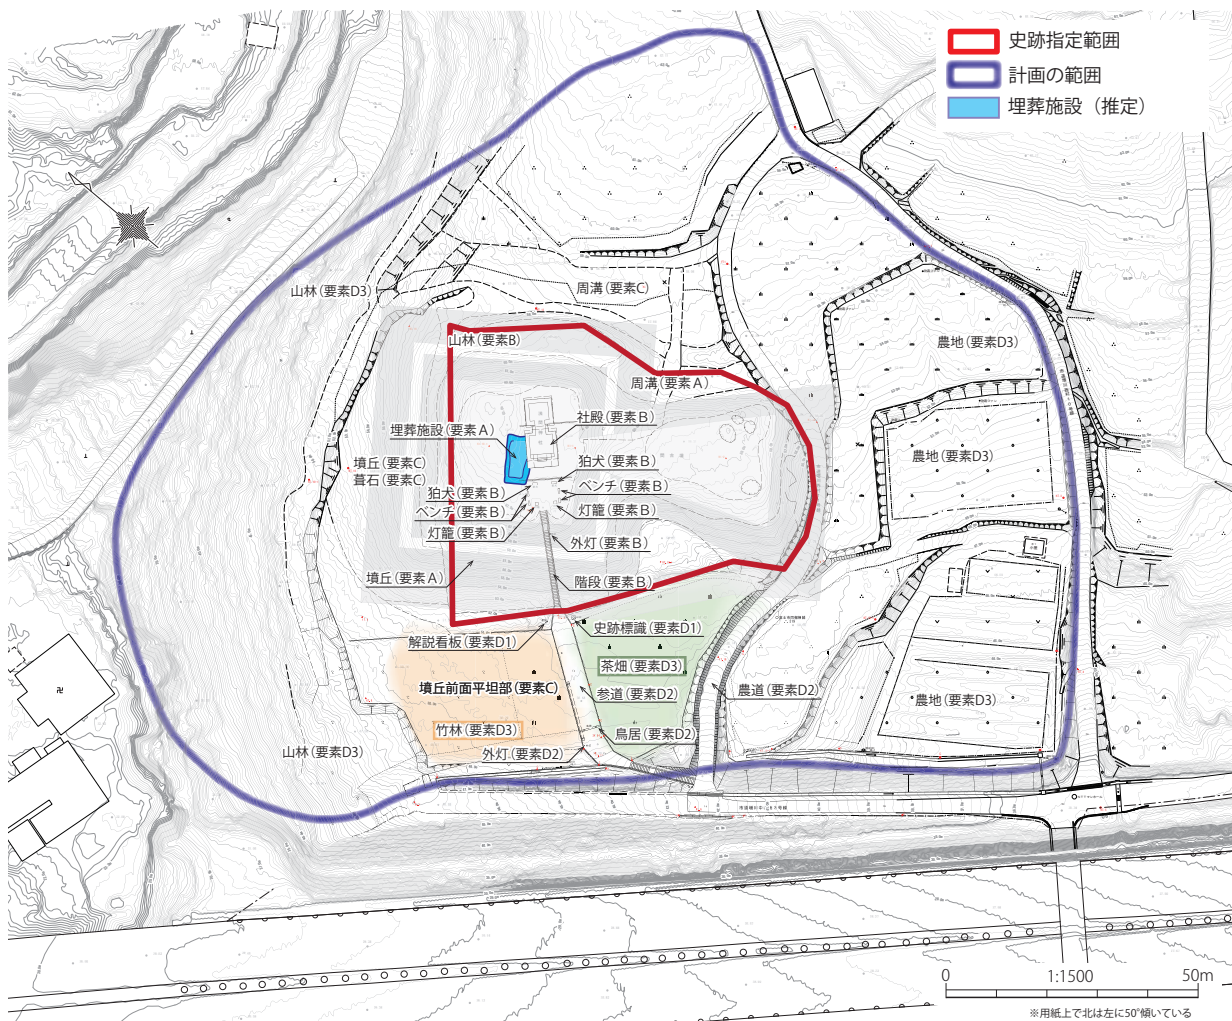 史跡指定範囲
計画の範囲
埋葬施設（推定）
山林（要素D3）
周溝（要素C）
山林（要素B）
周溝（要素A）
農地（要素D3）
社殿（要素B）
埋葬施設（要素A）
農地（要素D3）
墳丘（要素C）
葺石（要素C）
狛犬（要素B）
ベンチ（要素B）
狛犬（要素B）
ベンチ（要素B）
灯籠（要素B）
灯籠（要素B）
外灯（要素B）
墳丘（要素A）
階段（要素B）
史跡標識（要素D1）
解説看板（要素D1）
茶畑（要素D3）
墳丘前面平坦部（要素C）
参道（要素D2）
農道（要素D2）
農地（要素D3）
竹林（要素D3）
鳥居（要素D2）
山林（要素D3）
外灯（要素D2）
0
1:1500
50m
※用紙上で北は左に50°傾いている